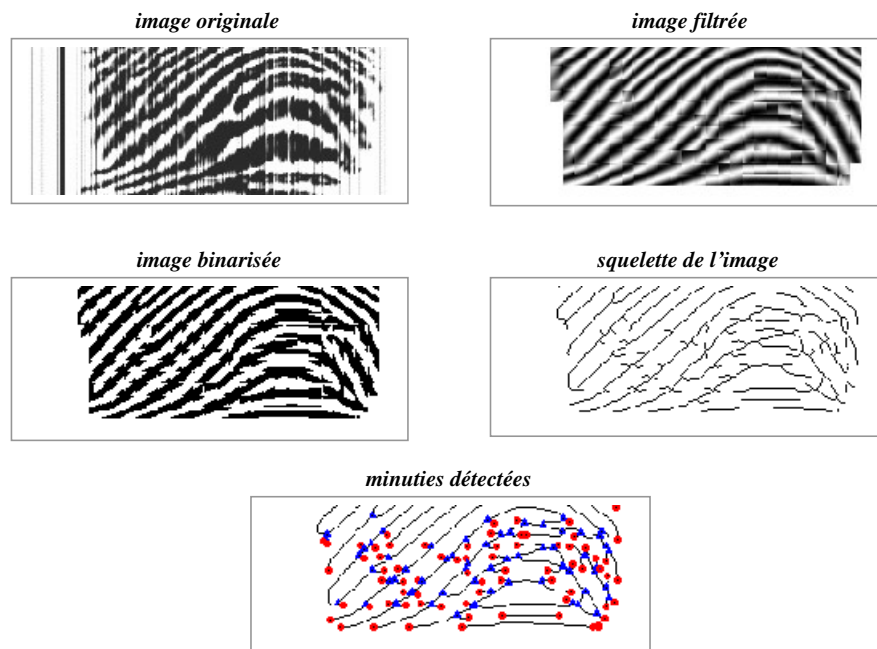 image originale
image filtrée
image binarisée
squelette de l’image
minuties détectées